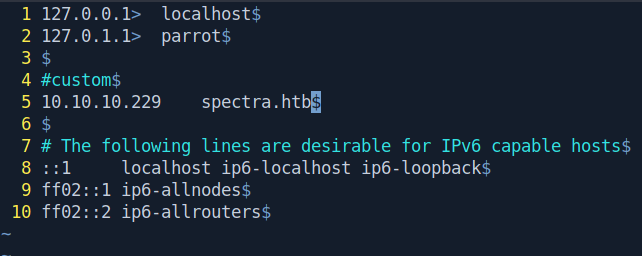 1 127.0.0.1>  localhost$
2 127.0.1.1>  parrot$
3 $
4 #custom$
5 10.10.10.229    spectra.htb$
6 $
7 # The following lines are desirable for IPv6 capable hosts$
8 ::1     localhost ip6-localhost ip6-loopback$
9 ff02::1 ip6-allnodes$
10 ff02::2 ip6-allrouters$
~
~